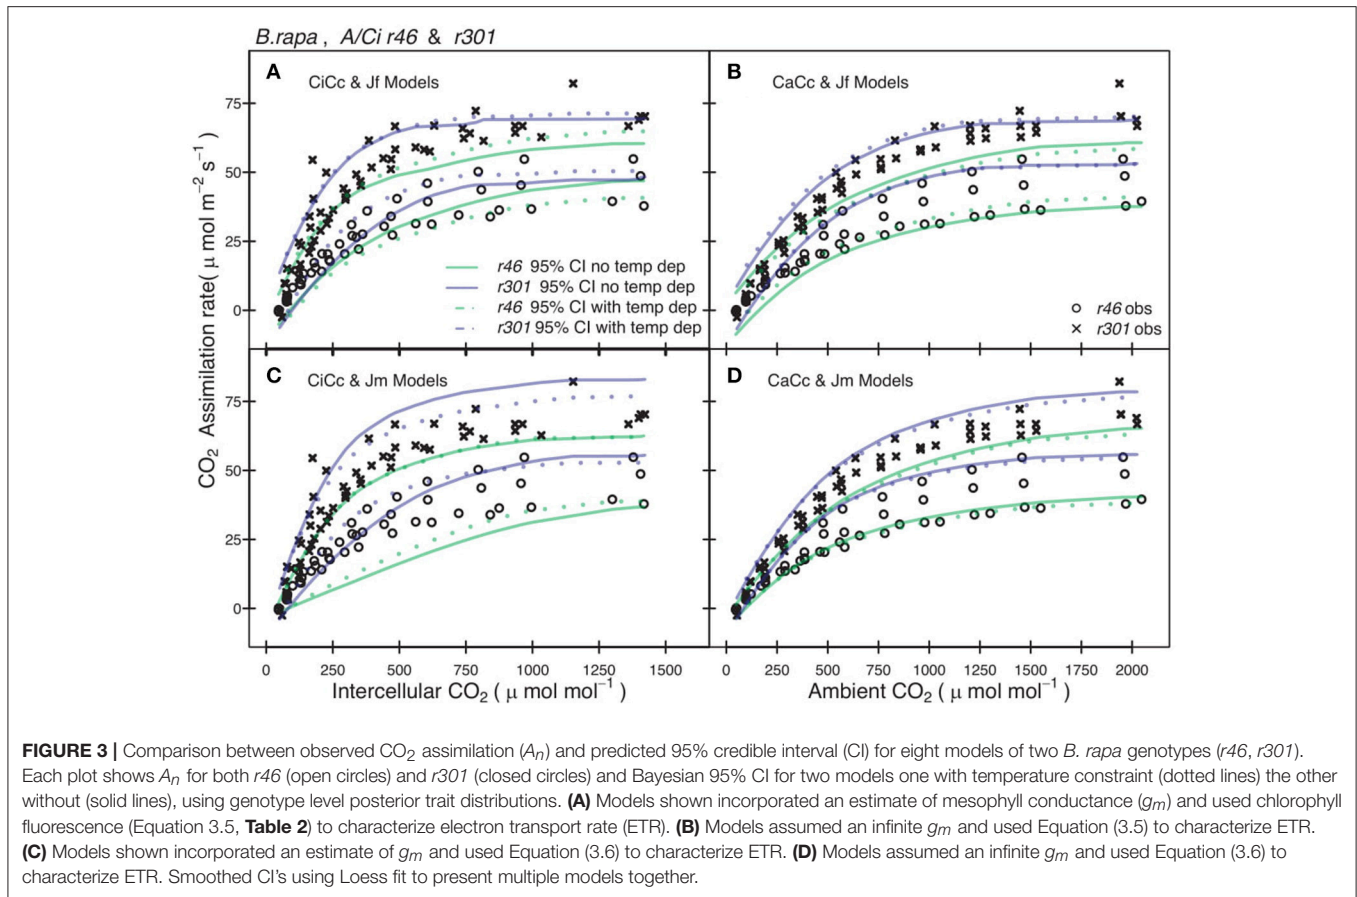 B.rapa , A/Ci r46 & r301
A
CiCc & Jf Models
B
CaCc & Jf Models
75
50
25
0
r46 95% CI no temp dep
r301 95% CI no temp dep
r46 95% CI with temp dep
r301 95% CI with temp dep
r46 obs
r301 obs
CO2 Assimilation rate( μ mol m−2 s−1)
C
CiCc & Jm Models
D
CaCc & Jm Models
75
50
25
0
0 250 500 750 1000 1250 1500
0 250 500 750 1000 1250 1500 1750 2000
Intercellular CO2 ( μ mol mol−1 )
Ambient CO2 ( μ mol mol−1 )
FIGURE 3 | Comparison between observed CO2 assimilation (An) and predicted 95% credible interval (CI) for eight models of two B. rapa genotypes (r46, r301).
Each plot shows An for both r46 (open circles) and r301 (closed circles) and Bayesian 95% CI for two models one with temperature constraint (dotted lines) the other
without (solid lines), using genotype level posterior trait distributions. (A) Models shown incorporated an estimate of mesophyll conductance (gm) and used chlorophyll
fluorescence (Equation 3.5, Table 2) to characterize electron transport rate (ETR). (B) Models assumed an infinite gm and used Equation (3.5) to characterize ETR.
(C) Models shown incorporated an estimate of gm and used Equation (3.6) to characterize ETR. (D) Models assumed an infinite gm and used Equation (3.6) to
characterize ETR. Smoothed CI's using Loess fit to present multiple models together.